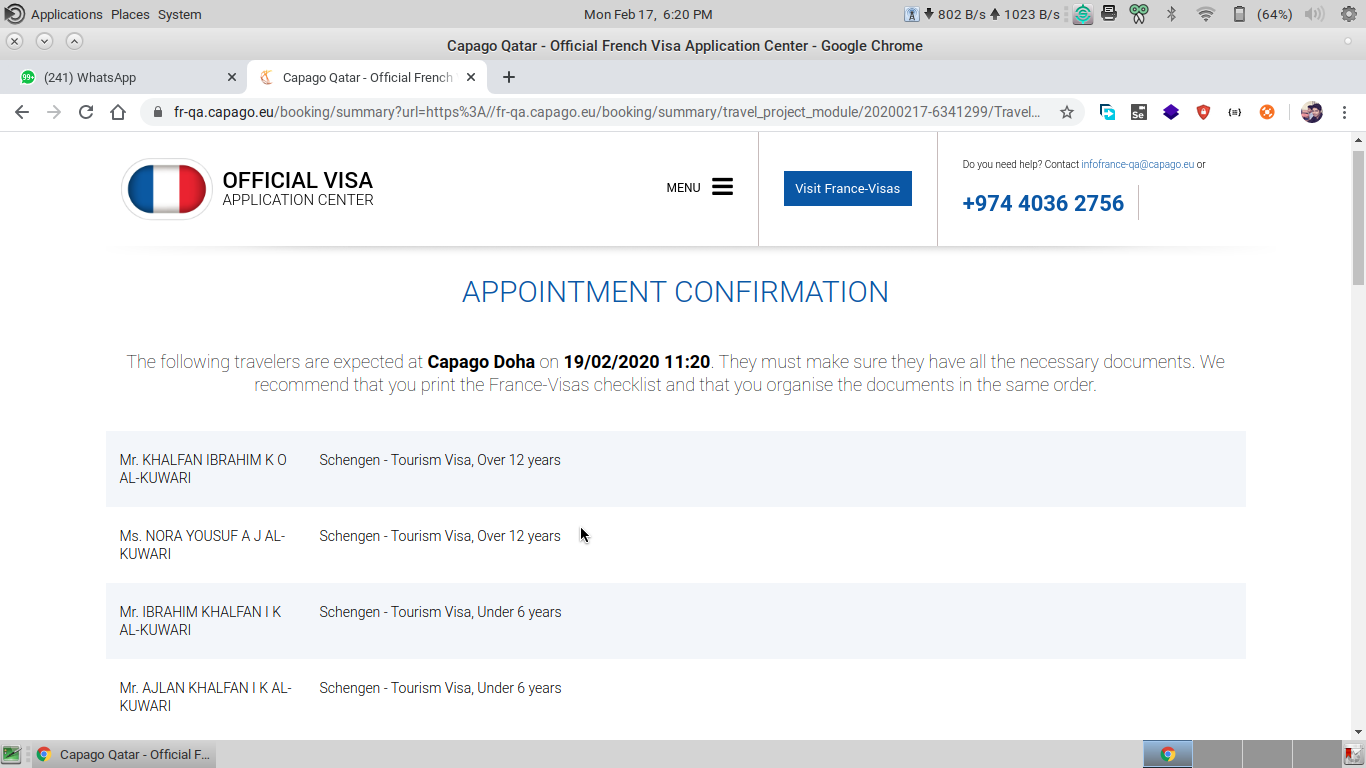 Applications Places System
Mon Feb 17, 6:20 PM
802 B/s 1023 B/s
(64%)
Capago Qatar - Official French Visa Application Center - Google Chrome
(241) WhatsApp
Capago Qatar - Official French
fr-qa.capago.eu/booking/summary?url=https%3A//fr-qa.capago.eu/booking/summary/travel_project_module/20200217-6341299/Travel...
OFFICIAL VISA
APPLICATION CENTER
MENU
Visit France-Visas
Do you need help? Contact infofrance-qa@capago.eu or
+974 4036 2756
APPOINTMENT CONFIRMATION
The following travelers are expected at Capago Doha on 19/02/2020 11:20. They must make sure they have all the necessary documents. We
recommend that you print the France-Visas checklist and that you organise the documents in the same order.
Mr. KHALFAN IBRAHIM K O
AL-KUWARI
Schengen - Tourism Visa, Over 12 years
Ms. NORA YOUSUF A J AL-
KUWARI
Schengen - Tourism Visa, Over 12 years
Mr. IBRAHIM KHALFAN I K
AL-KUWARI
Schengen - Tourism Visa, Under 6 years
Mr. AJLAN KHALFAN I K AL-
KUWARI
Schengen - Tourism Visa, Under 6 years
Capago Qatar - Official F...